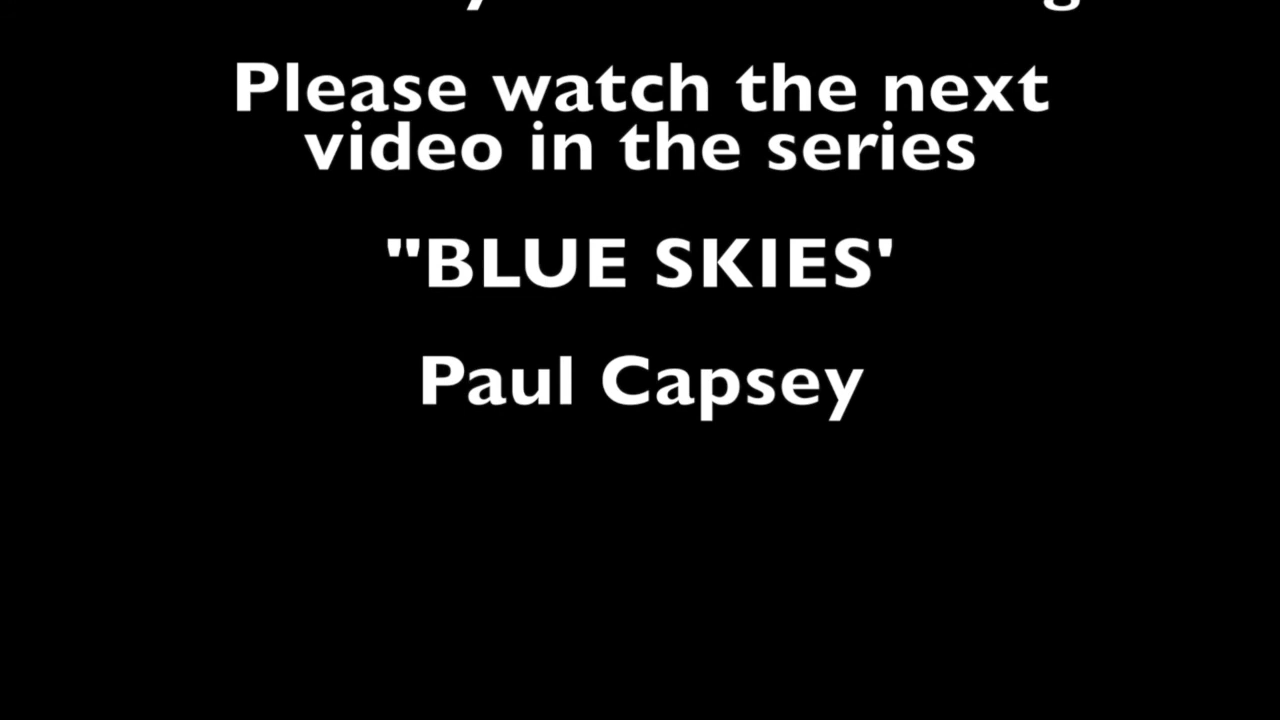 Please watch the next
video in the series
"BLUE SKIES'
Paul Capsey